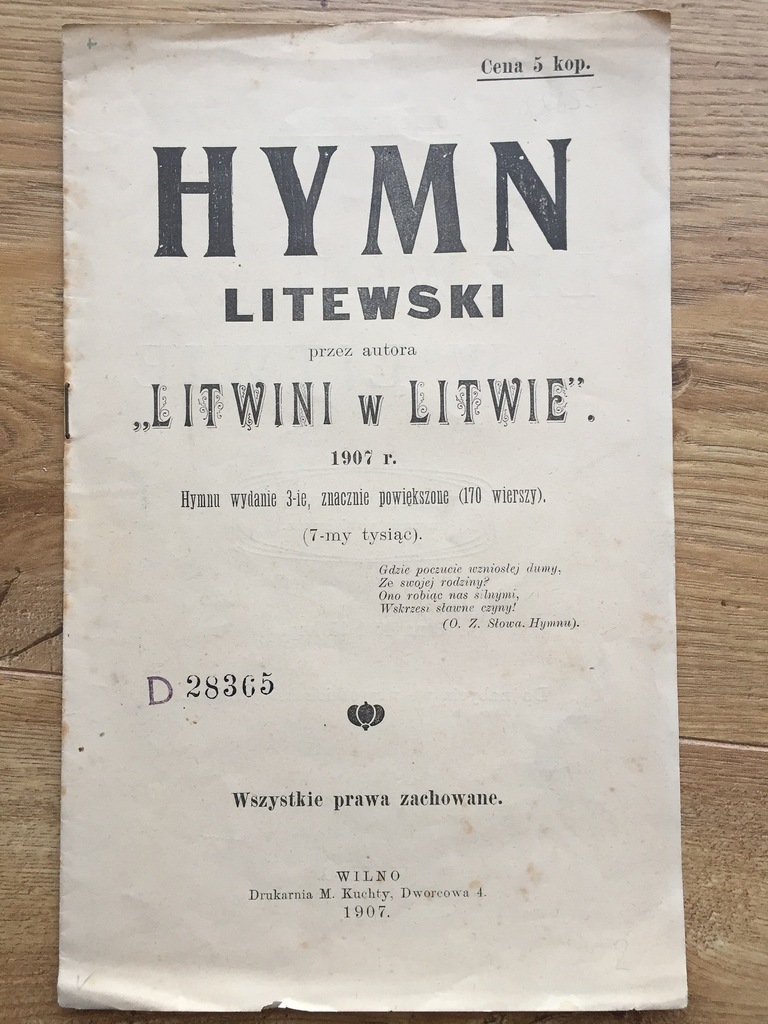 Cena 5 kop.
HYMN
LITEWSKI
przez autora
„LITWINI w LITWIE”.
1907 r.
Hymnu wydanie 3-ie, znacznie powiększone (170 wierszy).
(7-my tysiąc).
Gdzie poczucie wzniosłej dumy,
Ze swojej rodziny?
Ono robiąc nas silnymi,
Wskrzesi sławne czyny!
(O. Z. Słowa. Hymnu).
D 28365
Wszystkie prawa zachowane.
WILNO
Drukarnia M. Kuchty, Dworcowa 4.
1907.